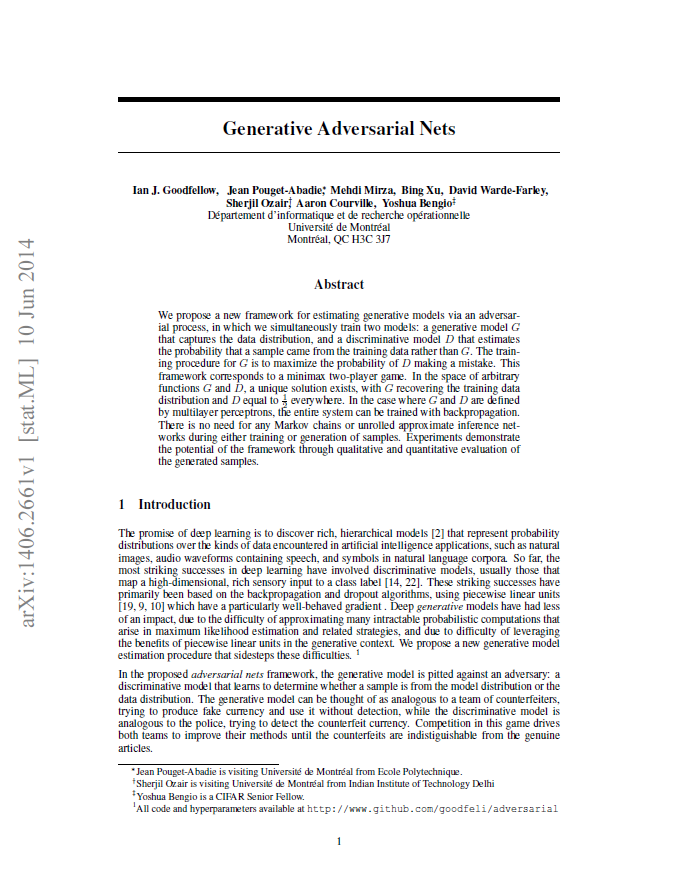 Generative Adversarial Nets
Ian J. Goodfellow, Jean Pouget-Abadie,* Mehdi Mirza, Bing Xu, David Warde-Farley,
Sherjil Ozair,† Aaron Courville, Yoshua Bengio‡
Département d'informatique et de recherche opérationnelle
Université de Montréal
Montréal, QC H3C 3J7
Abstract
We propose a new framework for estimating generative models via an adversar-
ial process, in which we simultaneously train two models: a generative model G
that captures the data distribution, and a discriminative model D that estimates
the probability that a sample came from the training data rather than G. The train-
ing procedure for G is to maximize the probability of D making a mistake. This
framework corresponds to a minimax two-player game. In the space of arbitrary
functions G and D, a unique solution exists, with G recovering the training data
distribution and D equal to ½ everywhere. In the case where G and D are defined
by multilayer perceptrons, the entire system can be trained with backpropagation.
There is no need for any Markov chains or unrolled approximate inference net-
works during either training or generation of samples. Experiments demonstrate
the potential of the framework through qualitative and quantitative evaluation of
the generated samples.
1 Introduction
The promise of deep learning is to discover rich, hierarchical models [2] that represent probability
distributions over the kinds of data encountered in artificial intelligence applications, such as natural
images, audio waveforms containing speech, and symbols in natural language corpora. So far, the
most striking successes in deep learning have involved discriminative models, usually those that
map a high-dimensional, rich sensory input to a class label [14, 22]. These striking successes have
primarily been based on the backpropagation and dropout algorithms, using piecewise linear units
[19, 9, 10] which have a particularly well-behaved gradient . Deep generative models have had less
of an impact, due to the difficulty of approximating many intractable probabilistic computations that
arise in maximum likelihood estimation and related strategies, and due to difficulty of leveraging
the benefits of piecewise linear units in the generative context. We propose a new generative model
estimation procedure that sidesteps these difficulties. 1
In the proposed adversarial nets framework, the generative model is pitted against an adversary: a
discriminative model that learns to determine whether a sample is from the model distribution or the
data distribution. The generative model can be thought of as analogous to a team of counterfeiters,
trying to produce fake currency and use it without detection, while the discriminative model is
analogous to the police, trying to detect the counterfeit currency. Competition in this game drives
both teams to improve their methods until the counterfeits are indistiguishable from the genuine
articles.
*Jean Pouget-Abadie is visiting Université de Montréal from Ecole Polytechnique.
†Sherjil Ozair is visiting Université de Montréal from Indian Institute of Technology Delhi
‡Yoshua Bengio is a CIFAR Senior Fellow.
1All code and hyperparameters available at http://www.github.com/goodfeli/adversarial
1
arXiv:1406.2661v1 [stat.ML] 10 Jun 2014